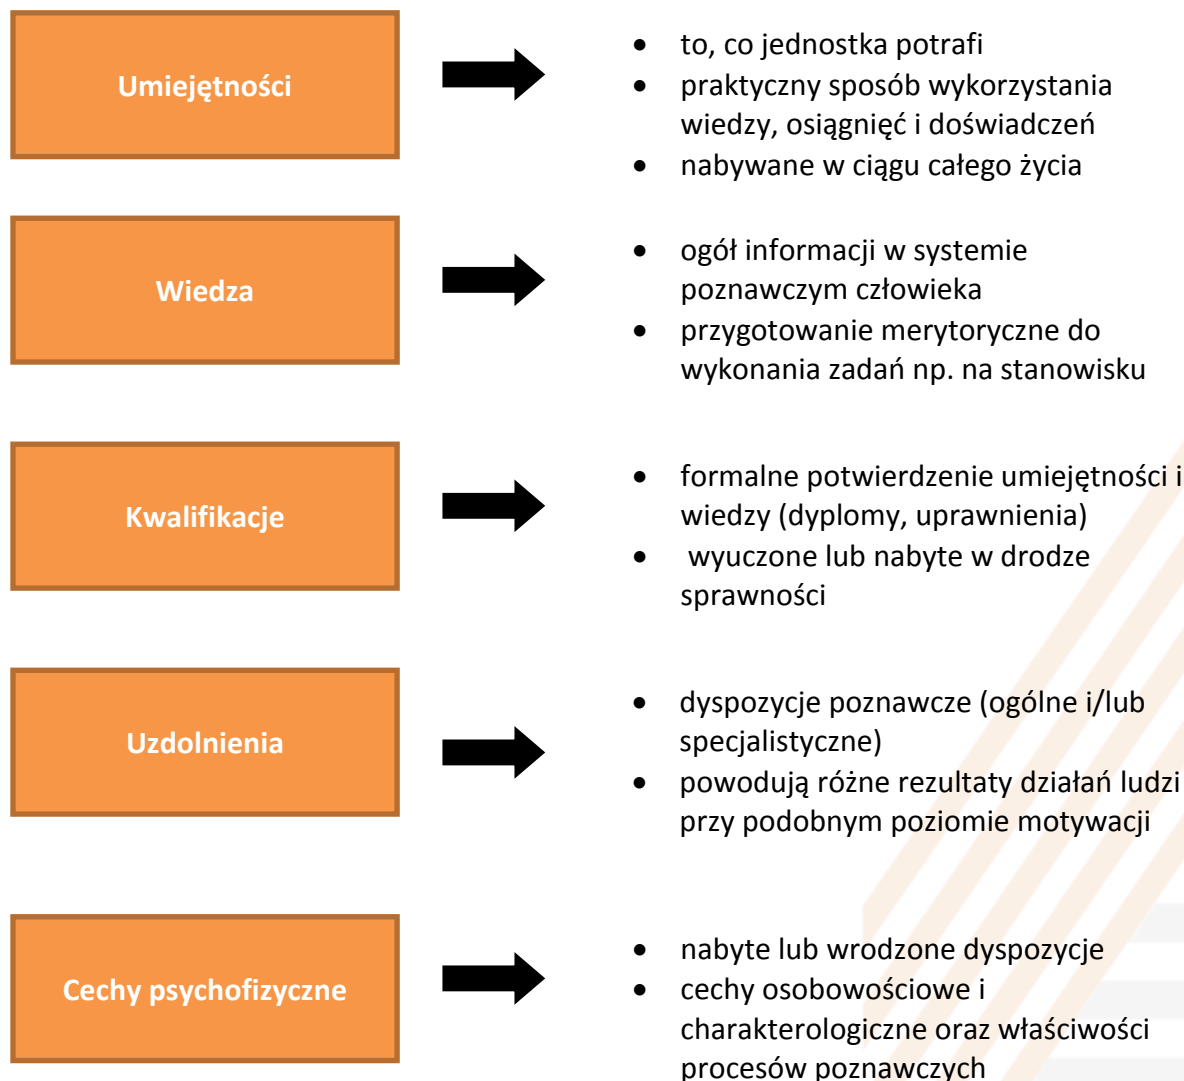 Umiejętności
• to, co jednostka potrafi
• praktyczny sposób wykorzystania
wiedzy, osiągnięć i doświadczeń
• nabywane w ciągu całego życia
Wiedza
• ogół informacji w systemie
poznawczym człowieka
• przygotowanie merytoryczne do
wykonania zadań np. na stanowisku
Kwalifikacje
• formalne potwierdzenie umiejętności i
wiedzy (dyplomy, uprawnienia)
• wyuczone lub nabyte w drodze
sprawności
Uzdolnienia
• dyspozycje poznawcze (ogólne i/lub
specjalistyczne)
• powodują różne rezultaty działań ludzi
przy podobnym poziomie motywacji
Cechy psychofizyczne
• nabyte lub wrodzone dyspozycje
• cechy osobowościowe i
charakterologiczne oraz właściwości
procesów poznawczych